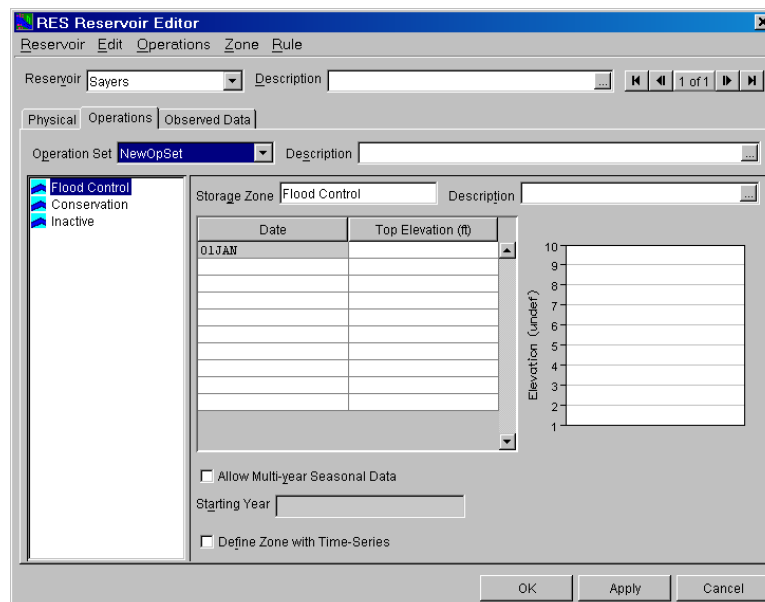 RES Reservoir Editor
Reservoir Edit Operations Zone Rule
Reservoir Sayers Description ... 1 of 1
Physical Operations Observed Data
Operation Set NewOpSet Description ...
Flood Control
Conservation
Inactive
Storage Zone Flood Control Description ...
Date Top Elevation (ft)
01JAN
10
9
8
7
6
5
4
3
2
1
Elevation (undef)
Allow Multi-year Seasonal Data
Starting Year
Define Zone with Time-Series
OK Apply Cancel